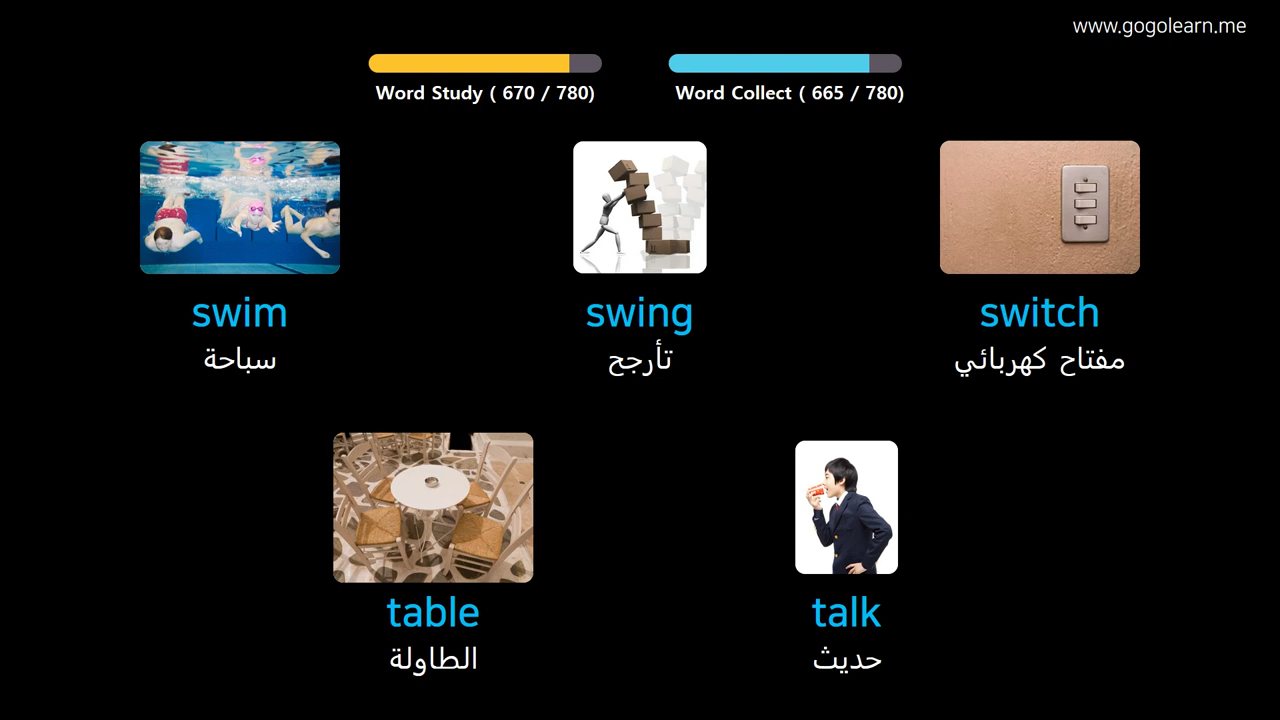 www.gogolearn.me
Word Study ( 670 / 780)
Word Collect ( 665 / 780)
swim
سباحة
swing
تأرجح
switch
مفتاح كهربائي
table
الطاولة
talk
حديث